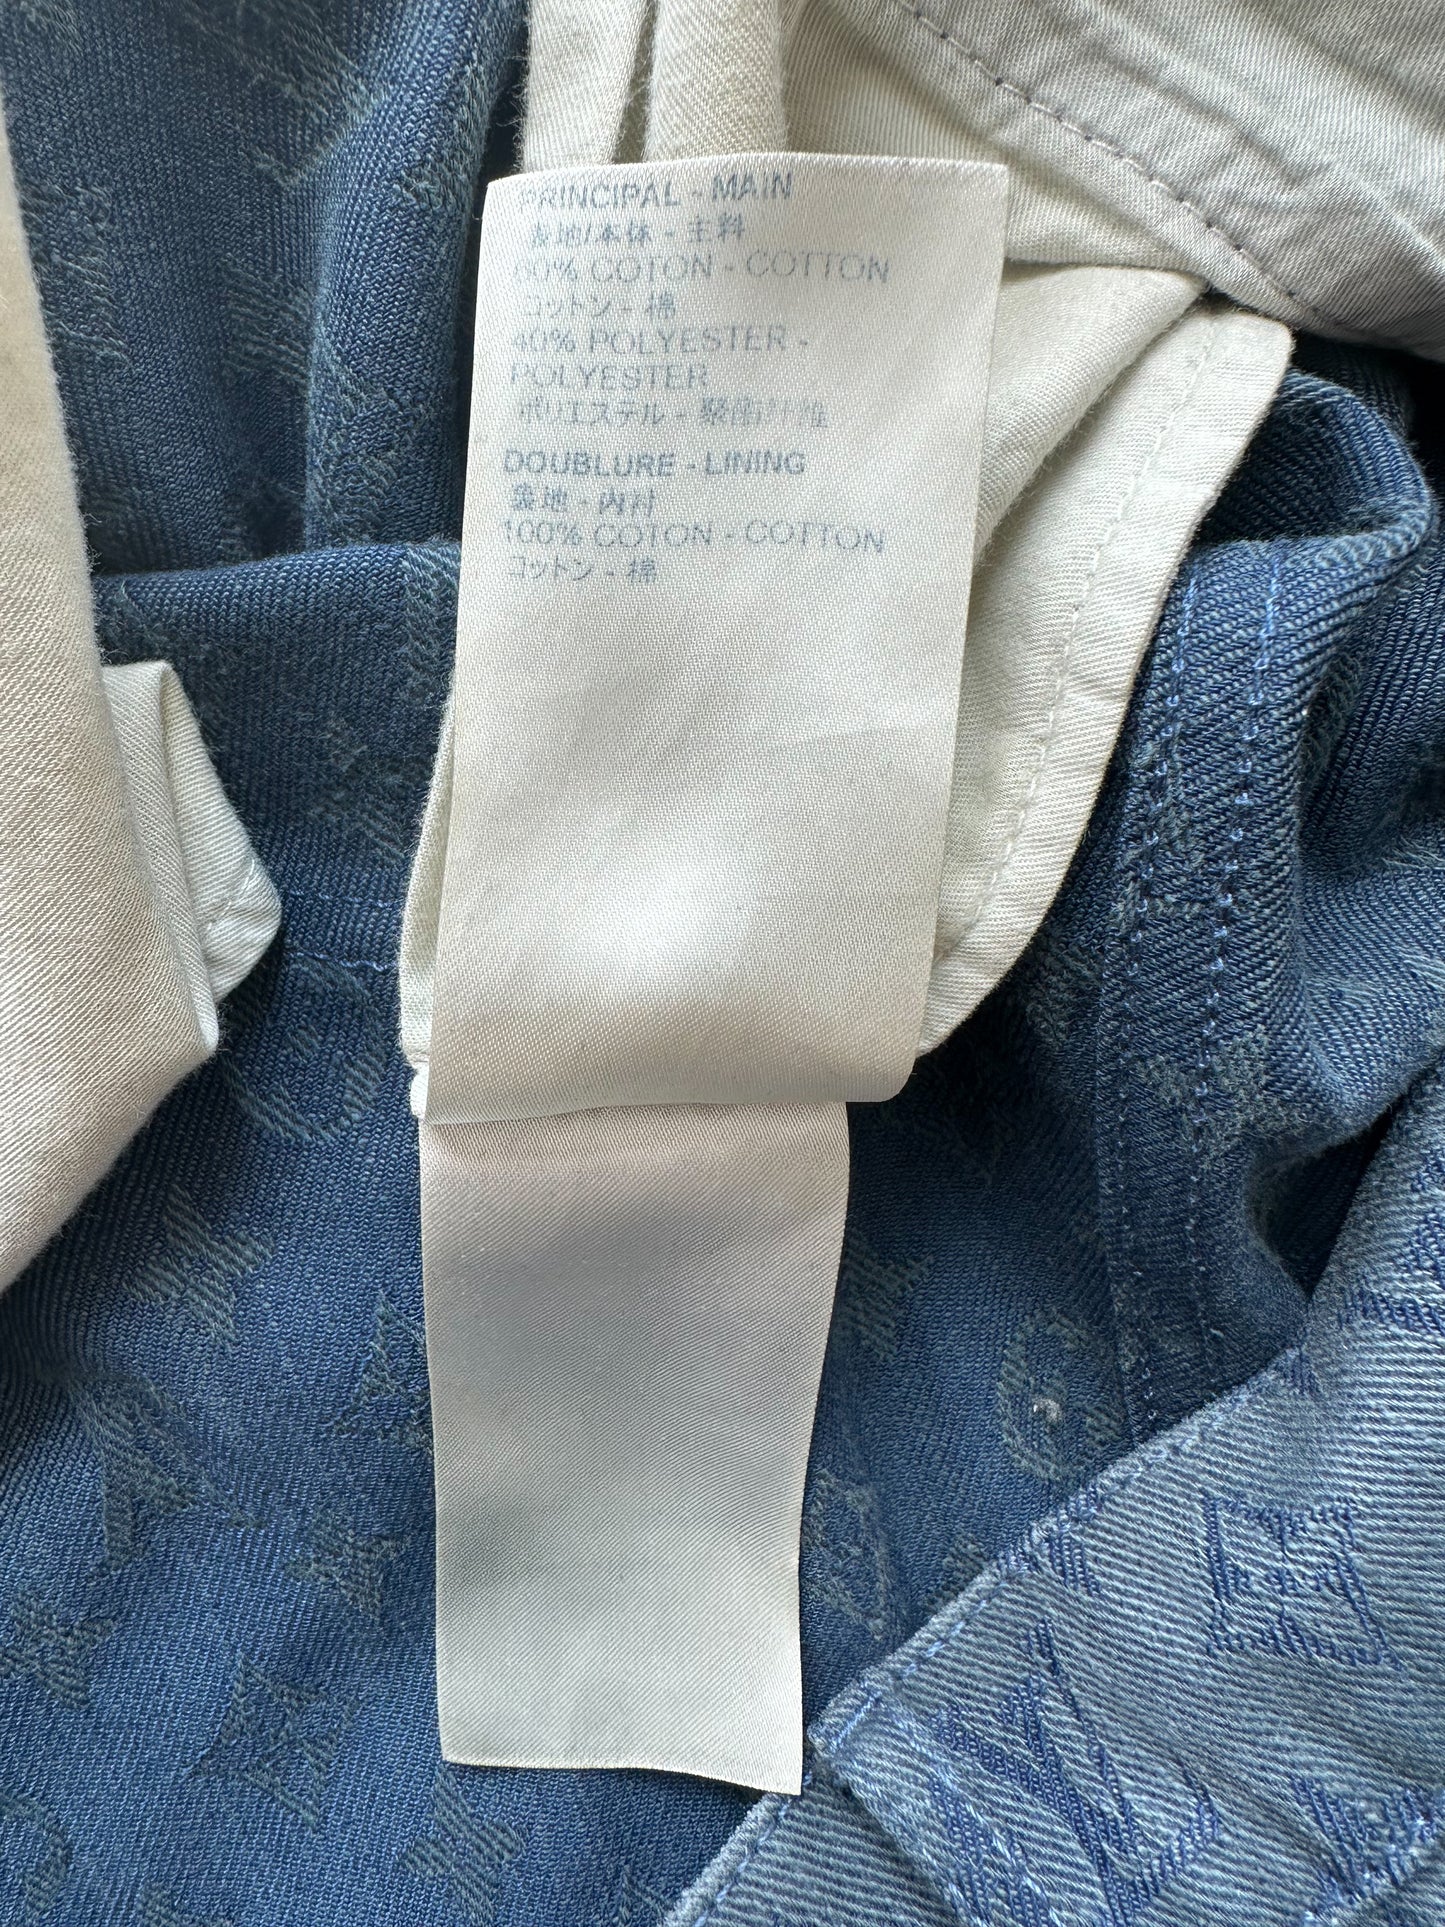 PRINCIPAL - MAIN
表地/本体 - 主料
60% COTON - COTTON
コットン - 棉
40% POLYESTER -
POLYESTER
ポリエステル - 聚酯纤维
DOUBLURE - LINING
裏地 - 内衬
100% COTON - COTTON
コットン - 棉